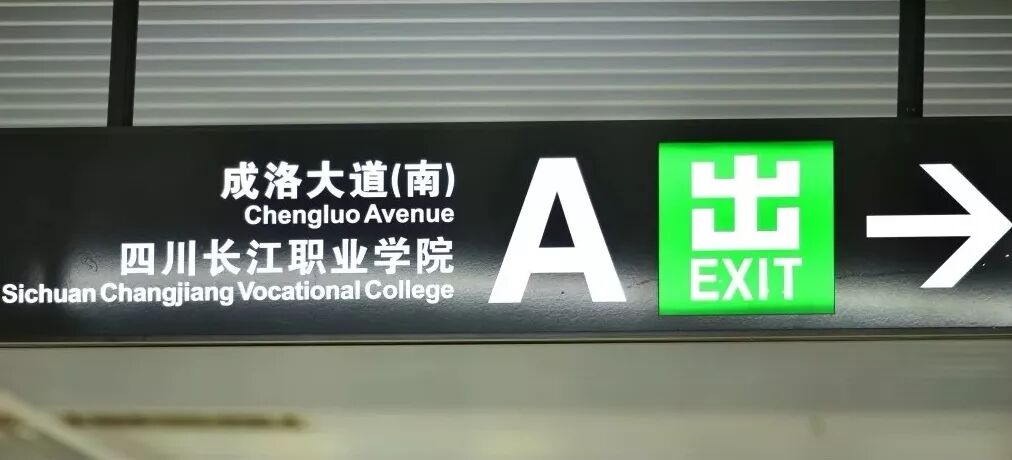 成洛大道(南)
Chengluo Avenue
四川长江职业学院
Sichuan Changjiang Vocational College
A
出
EXIT